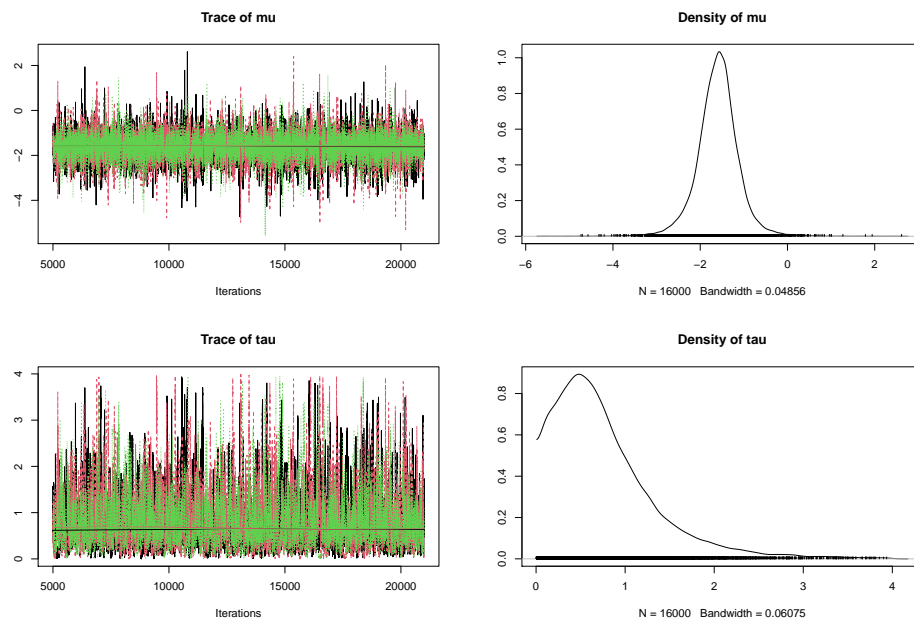 Trace of mu
2
0
−2
−4
5000 10000 15000 20000
Iterations
Density of mu
1.0
0.8
0.6
0.4
0.2
0.0
−6 −4 −2 0 2
N = 16000 Bandwidth = 0.04856
Trace of tau
4
3
2
1
0
5000 10000 15000 20000
Iterations
Density of tau
0.8
0.6
0.4
0.2
0.0
0 1 2 3 4
N = 16000 Bandwidth = 0.06075